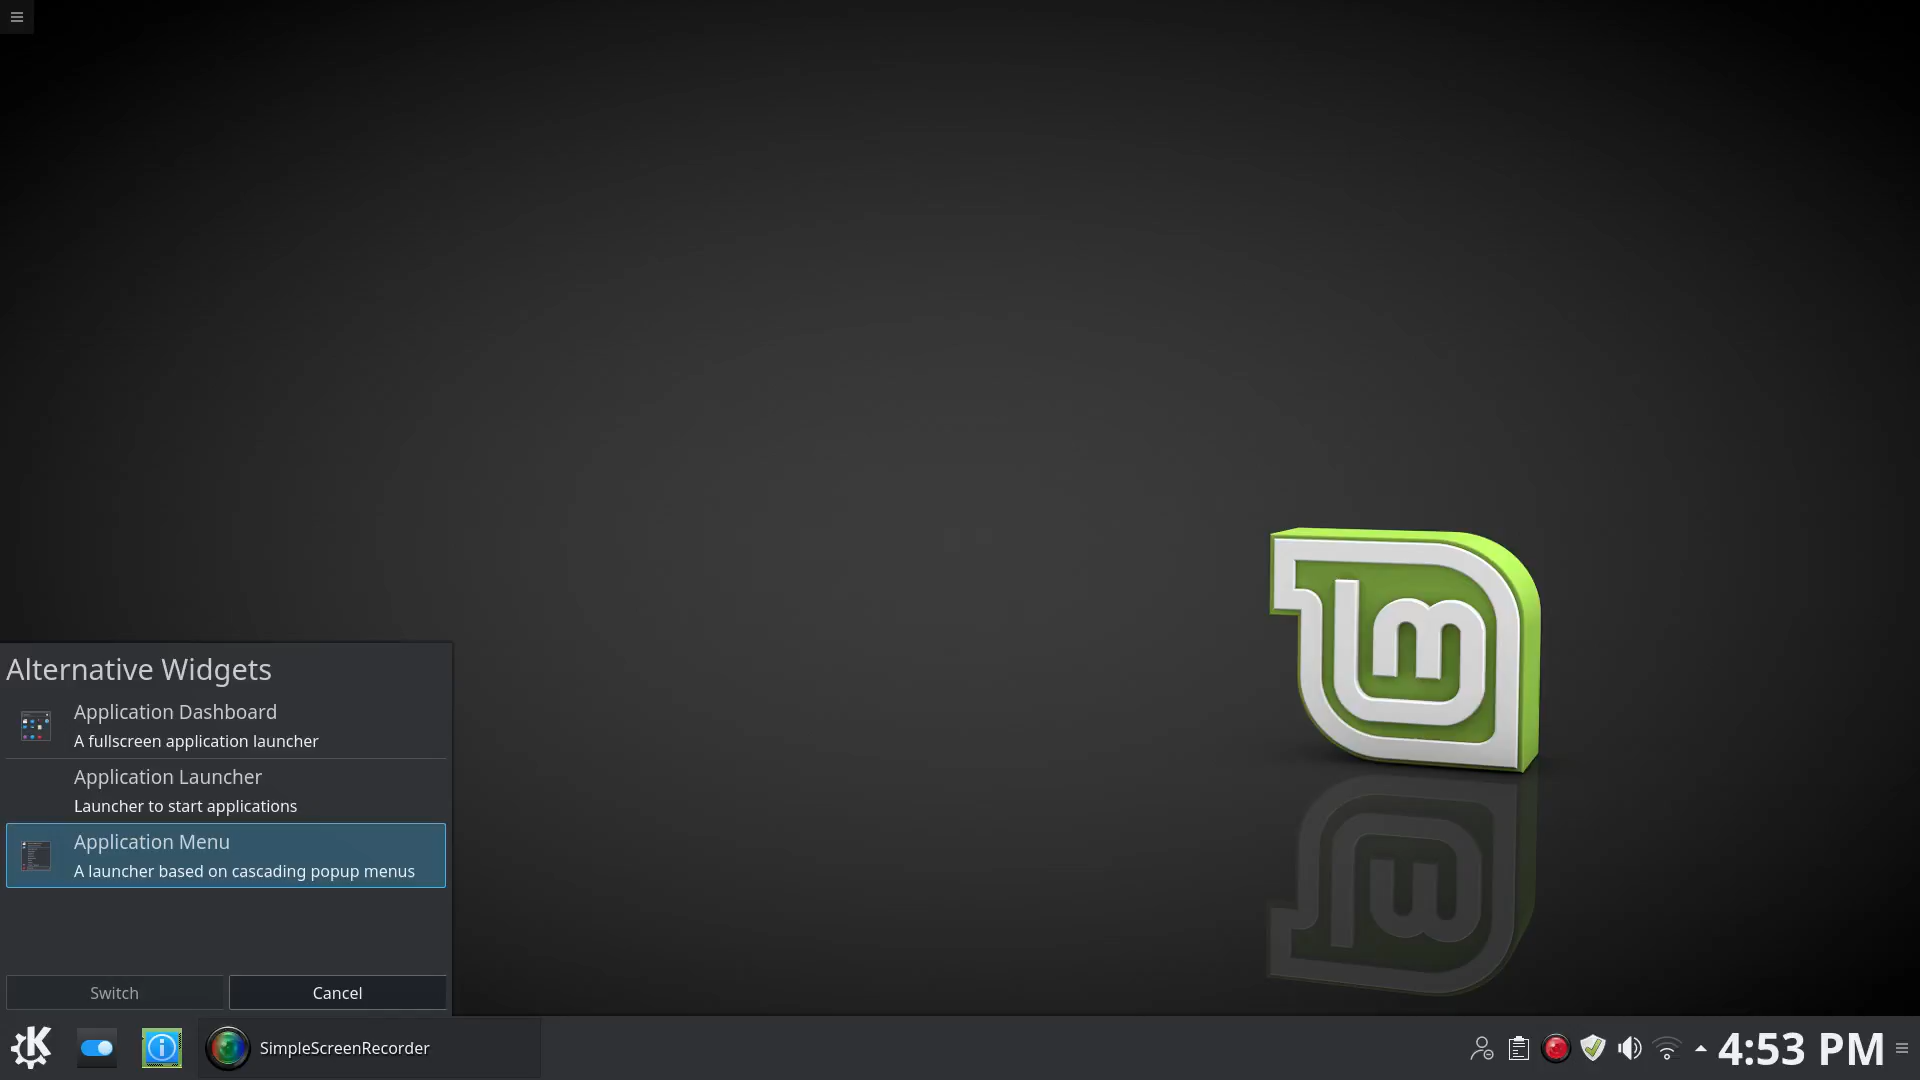 Alternative Widgets
Application Dashboard
A fullscreen application launcher
Application Launcher
Launcher to start applications
Application Menu
A launcher based on cascading popup menus
Switch
Cancel
SimpleScreenRecorder
4:53 PM